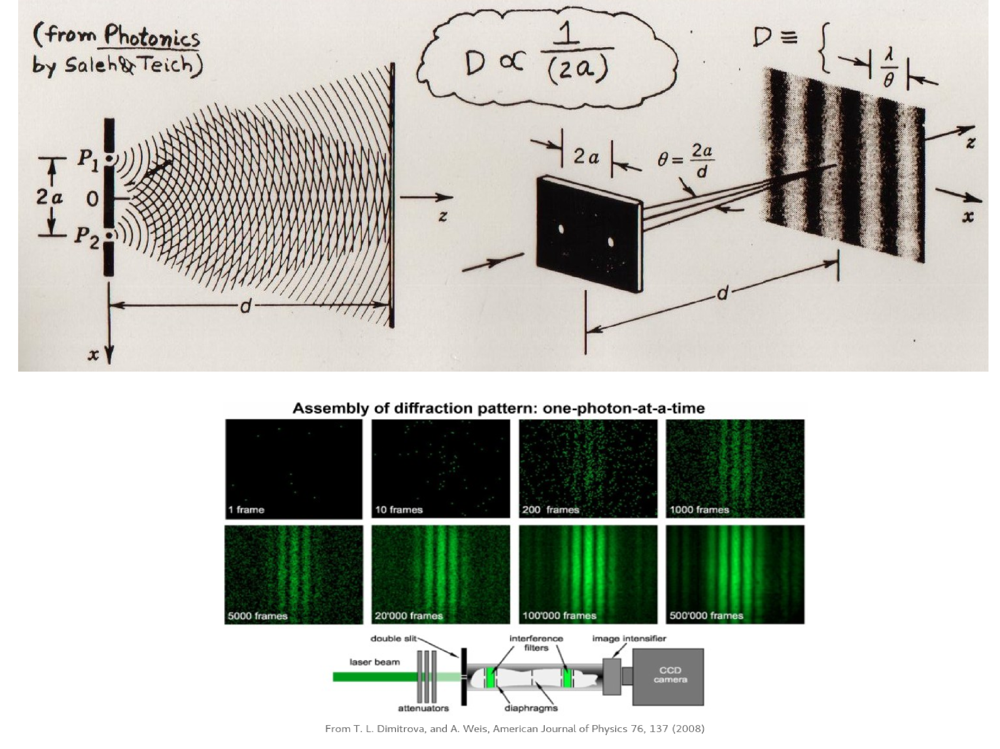 (from Photonics
by Saleh & Teich)
D ∝ 1/(2a)
D ≡ { λ/θ
P1
2a
0
P2
z
d
x
2a
θ = 2a/d
z
x
d
Assembly of diffraction pattern: one-photon-at-a-time
1 frame
10 frames
200 frames
1000 frames
5000 frames
20'000 frames
100'000 frames
500'000 frames
double slit
interference
filters
image intensifier
laser beam
CCD
camera
attenuators
diaphragms
From T. L. Dimitrova, and A. Weis, American Journal of Physics 76, 137 (2008)